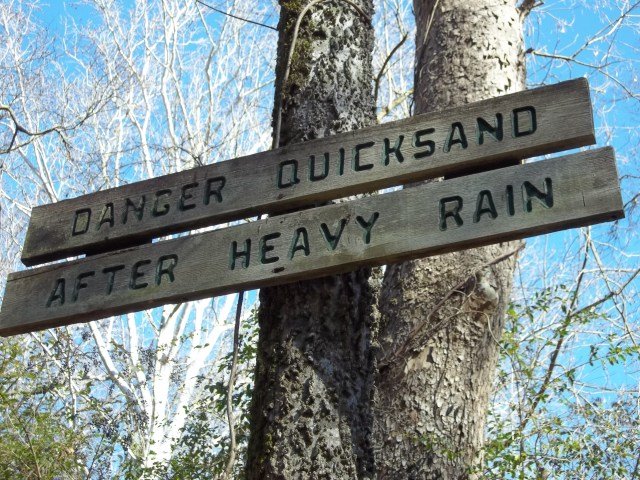 DANGER QUICKSAND
AFTER HEAVY RAIN